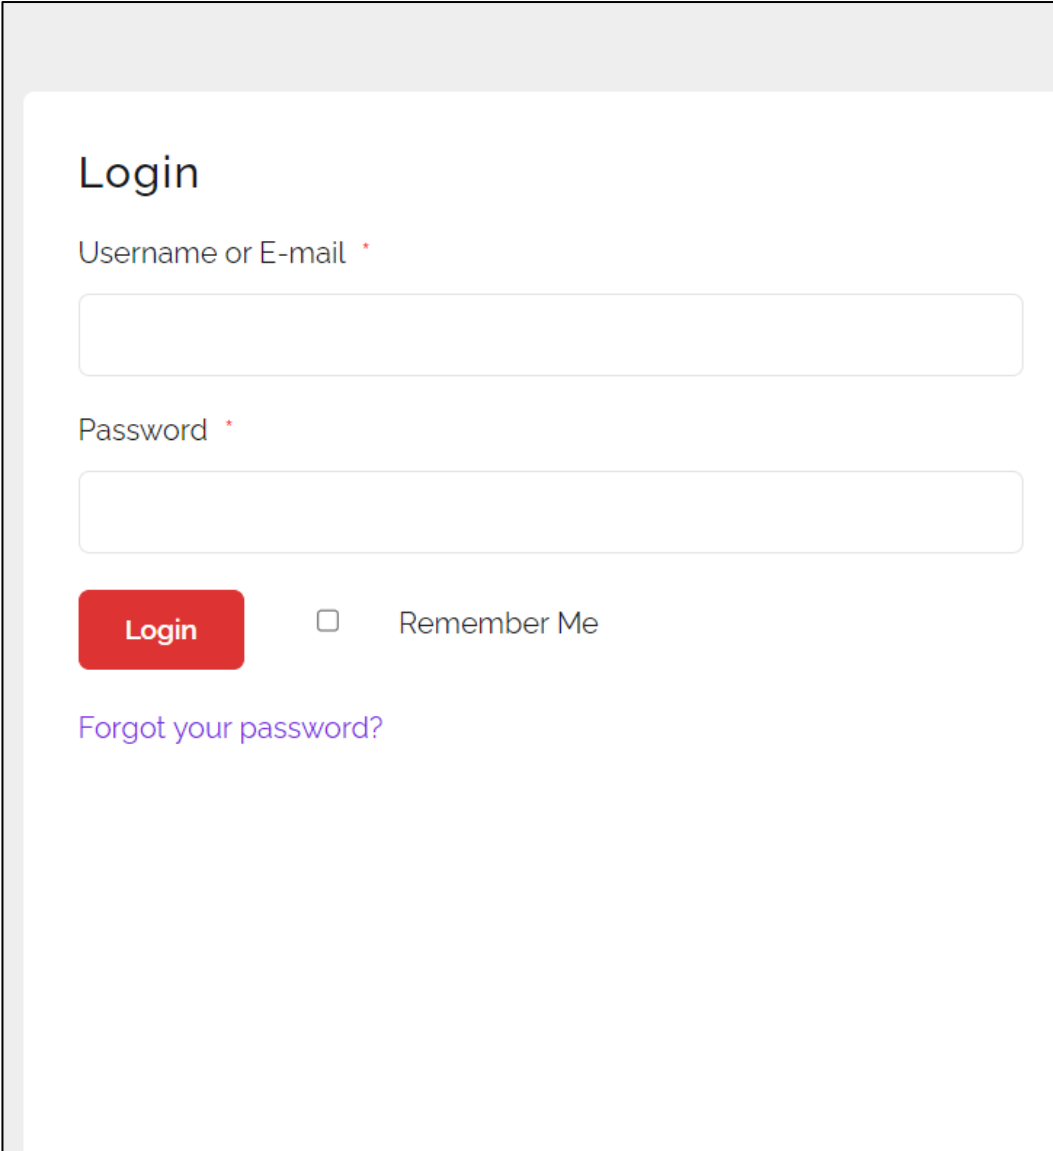 Login
Username or E-mail *
Password *
Login Remember Me
Forgot your password?